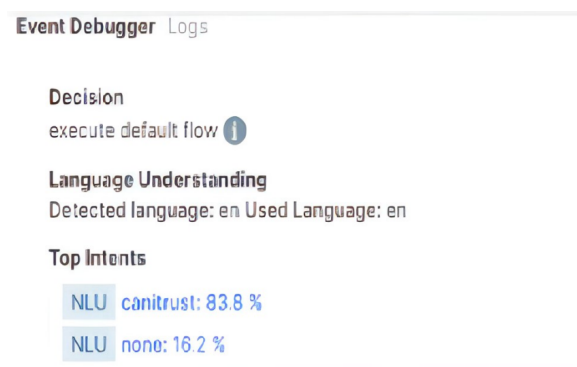 Event Debugger Logs
Decision
execute default flow i
Language Understanding
Detected language: en Used Language: en
Top Intents
NLU canitrust: 83.8 %
NLU none: 16.2 %